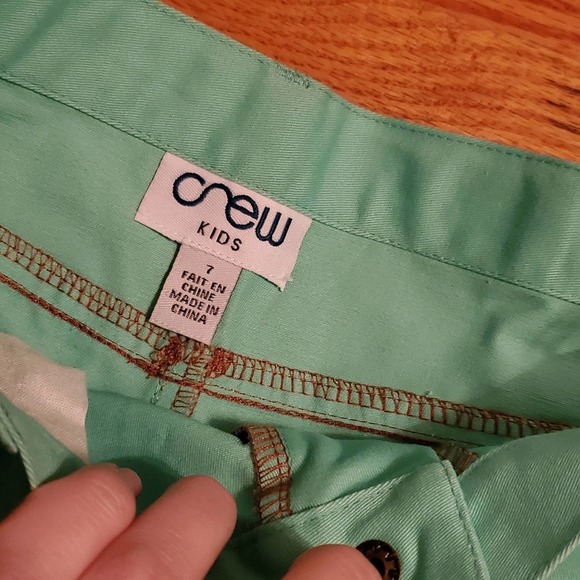 crew
KIDS
7
FAIT EN
CHINE
MADE IN
CHINA